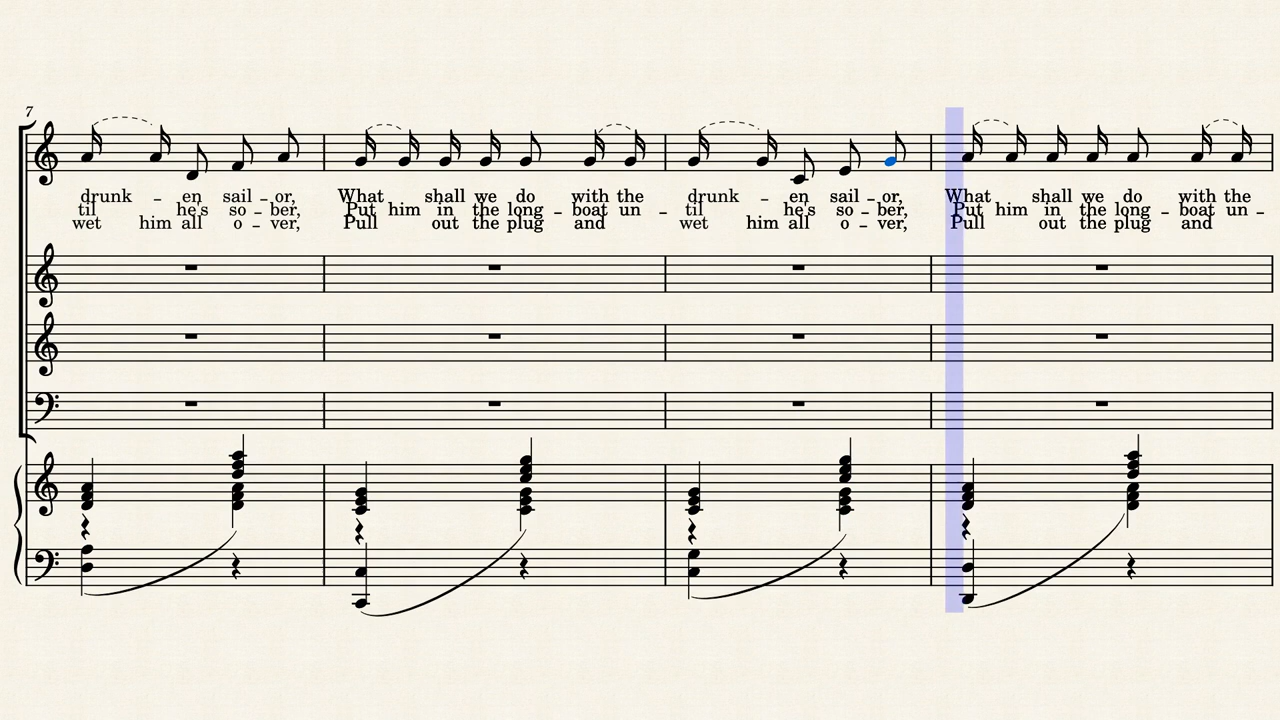 7
drunk - en sail - or, What shall we do with the drunk - en sail - or, What shall we do with the
til he's so - ber, Put him in the long - boat un - til he's so - ber, Put him in the long - boat un -
wet him all o - ver, Pull out the plug and wet him all o - ver, Pull out the plug and